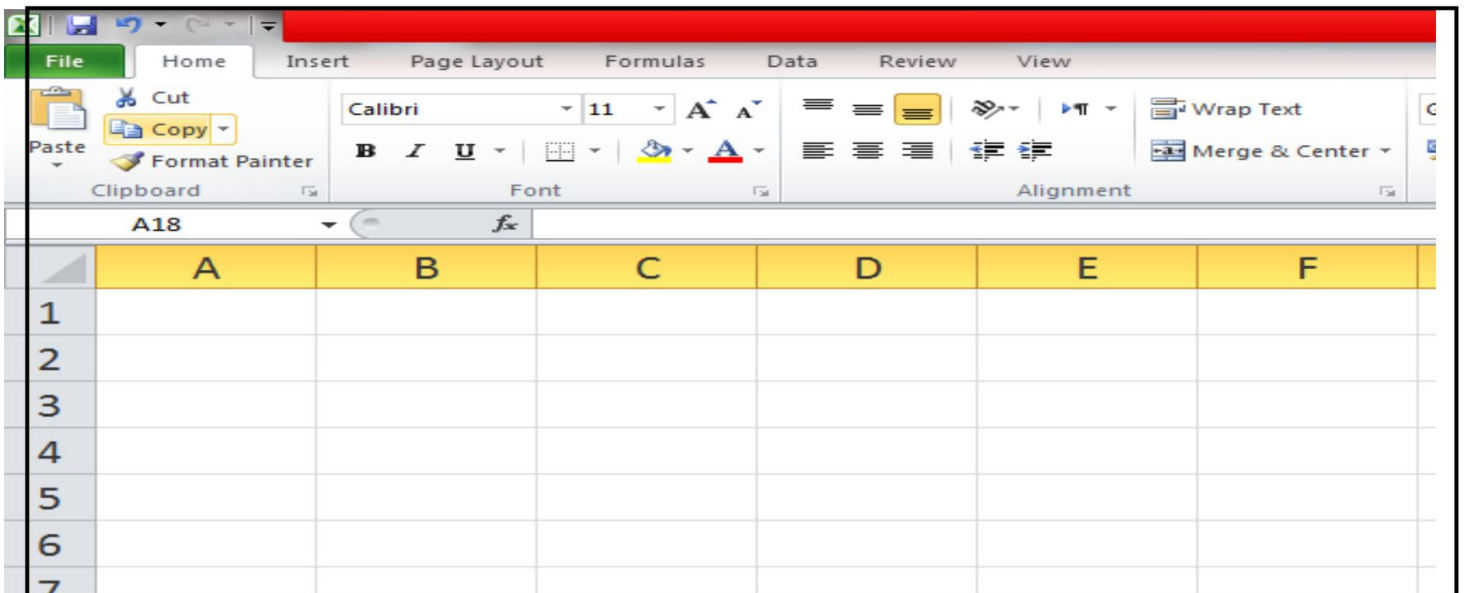 File Home Insert Page Layout Formulas Data Review View
Cut
Calibri 11 Wrap Text
Copy
Paste
Format Painter B I U A Merge & Center
Clipboard Font Alignment
A18 fx
A B C D E F
1
2
3
4
5
6
7